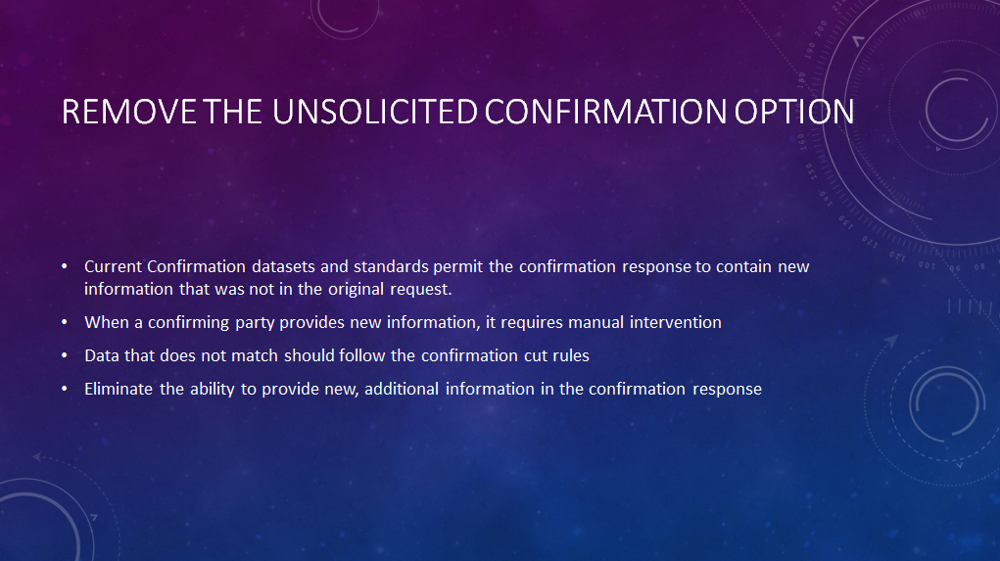 REMOVE THE UNSOLICITED CONFIRMATION OPTION
• Current Confirmation datasets and standards permit the confirmation response to contain new
information that was not in the original request.
• When a confirming party provides new information, it requires manual intervention
• Data that does not match should follow the confirmation cut rules
• Eliminate the ability to provide new, additional information in the confirmation response